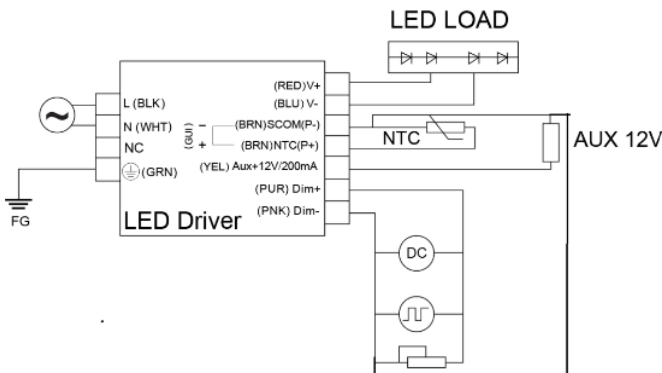 LED LOAD
(RED)V+
L (BLK)
(BLU) V-
N (WHT)
(GUI)
−
(BRN)SCOM(P-)
NC
+
(BRN)NTC(P+)
NTC
AUX 12V
(GRN)
(YEL) Aux+12V/200mA
(PUR) Dim+
FG
LED Driver
(PNK) Dim-
DC